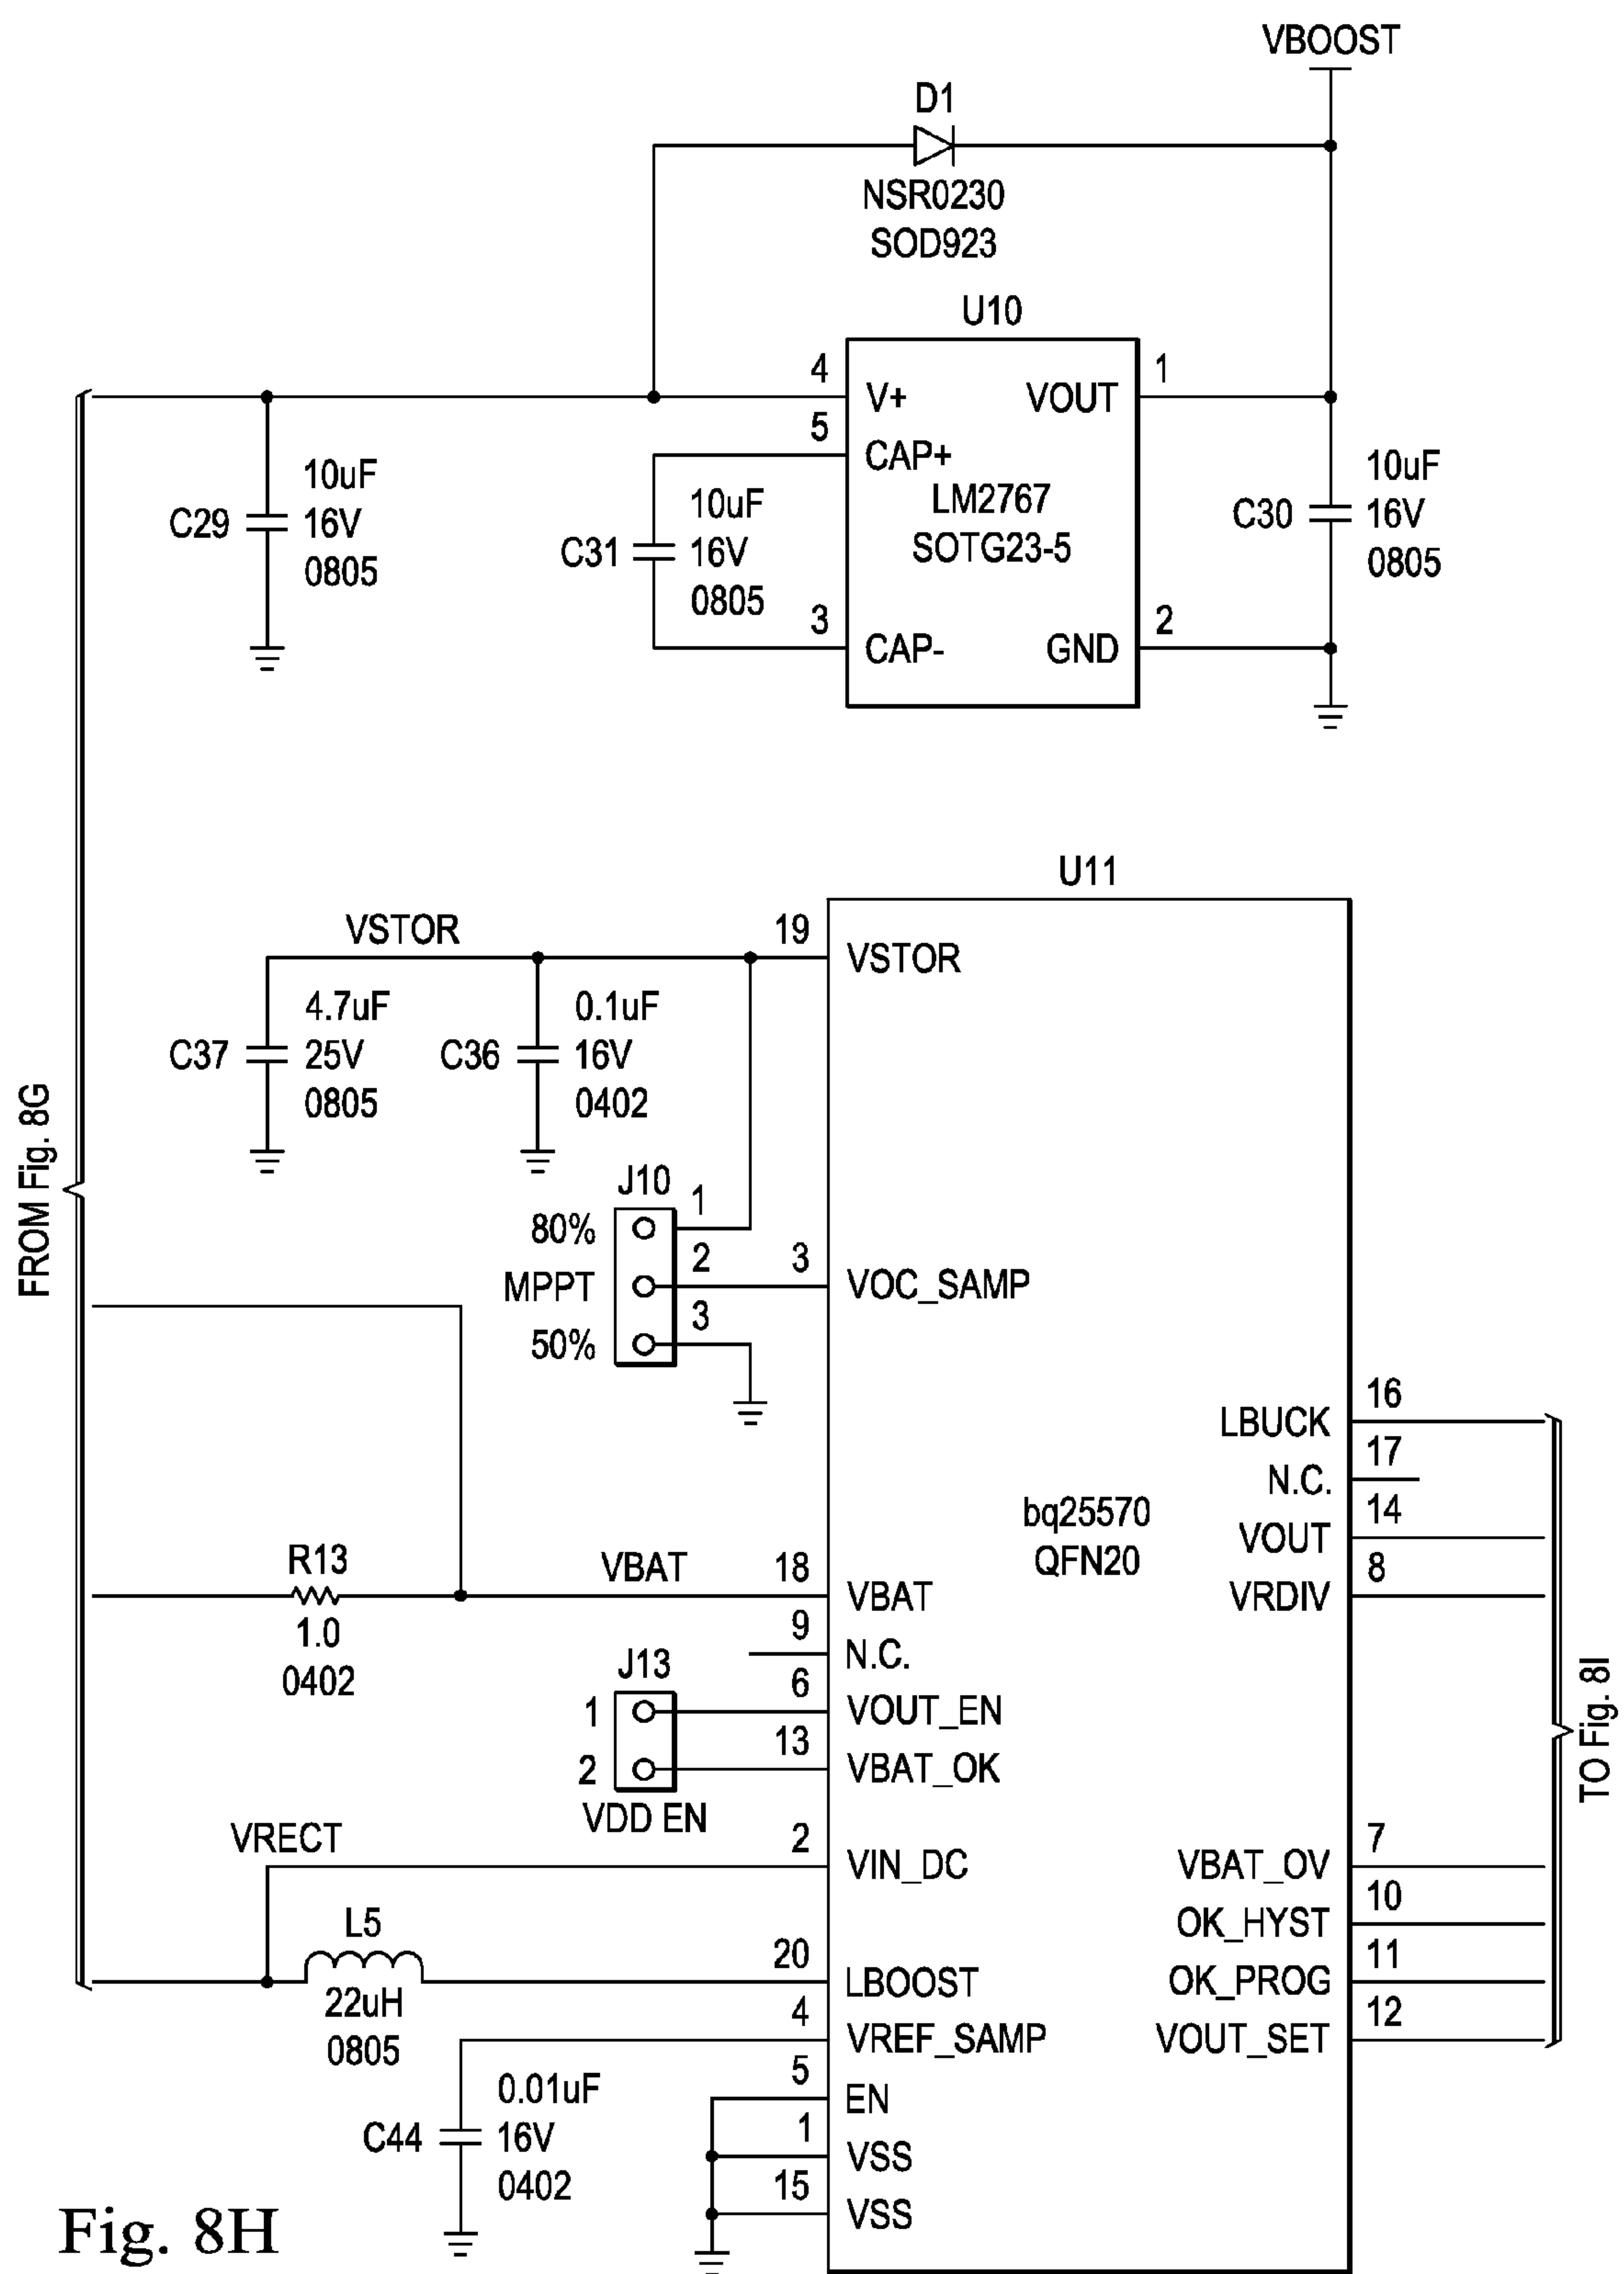 VBOOST
D1
NSR0230
SOD923
U10
4
V+
VOUT
1
5
CAP+
LM2767
SOTG23-5
3
CAP-
GND
2
C29
10uF
16V
0805
C31
10uF
16V
0805
C30
10uF
16V
0805
FROM Fig. 8G
U11
VSTOR
19
VSTOR
C37
4.7uF
25V
0805
C36
0.1uF
16V
0402
J10
80%
1
MPPT
2
3
VOC_SAMP
50%
3
LBUCK
16
N.C.
17
bq25570
QFN20
VOUT
14
VRDIV
8
R13
1.0
0402
VBAT
18
VBAT
9
N.C.
J13
1
6
VOUT_EN
2
13
VBAT_OK
VDD EN
TO Fig. 8I
VRECT
2
VIN_DC
VBAT_OV
7
OK_HYST
10
L5
22uH
0805
20
LBOOST
OK_PROG
11
4
VREF_SAMP
VOUT_SET
12
C44
0.01uF
16V
0402
5
EN
1
VSS
15
VSS
Fig. 8H